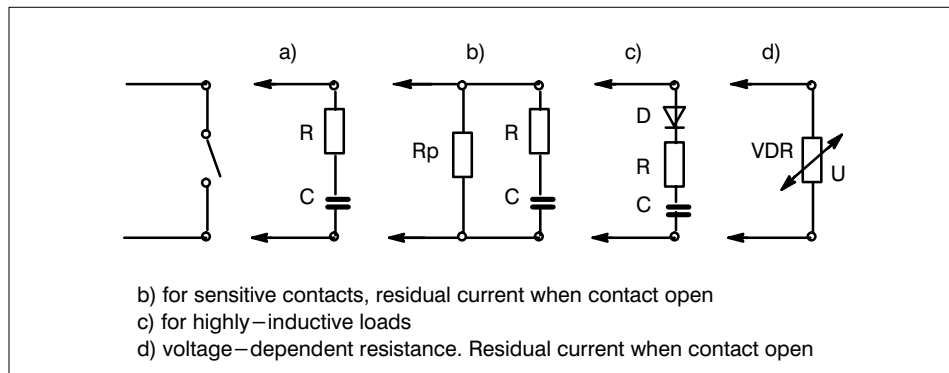 a)
b)
c)
d)
R
C
Rp
R
C
D
R
C
VDR
U
b) for sensitive contacts, residual current when contact open
c) for highly−inductive loads
d) voltage−dependent resistance. Residual current when contact open